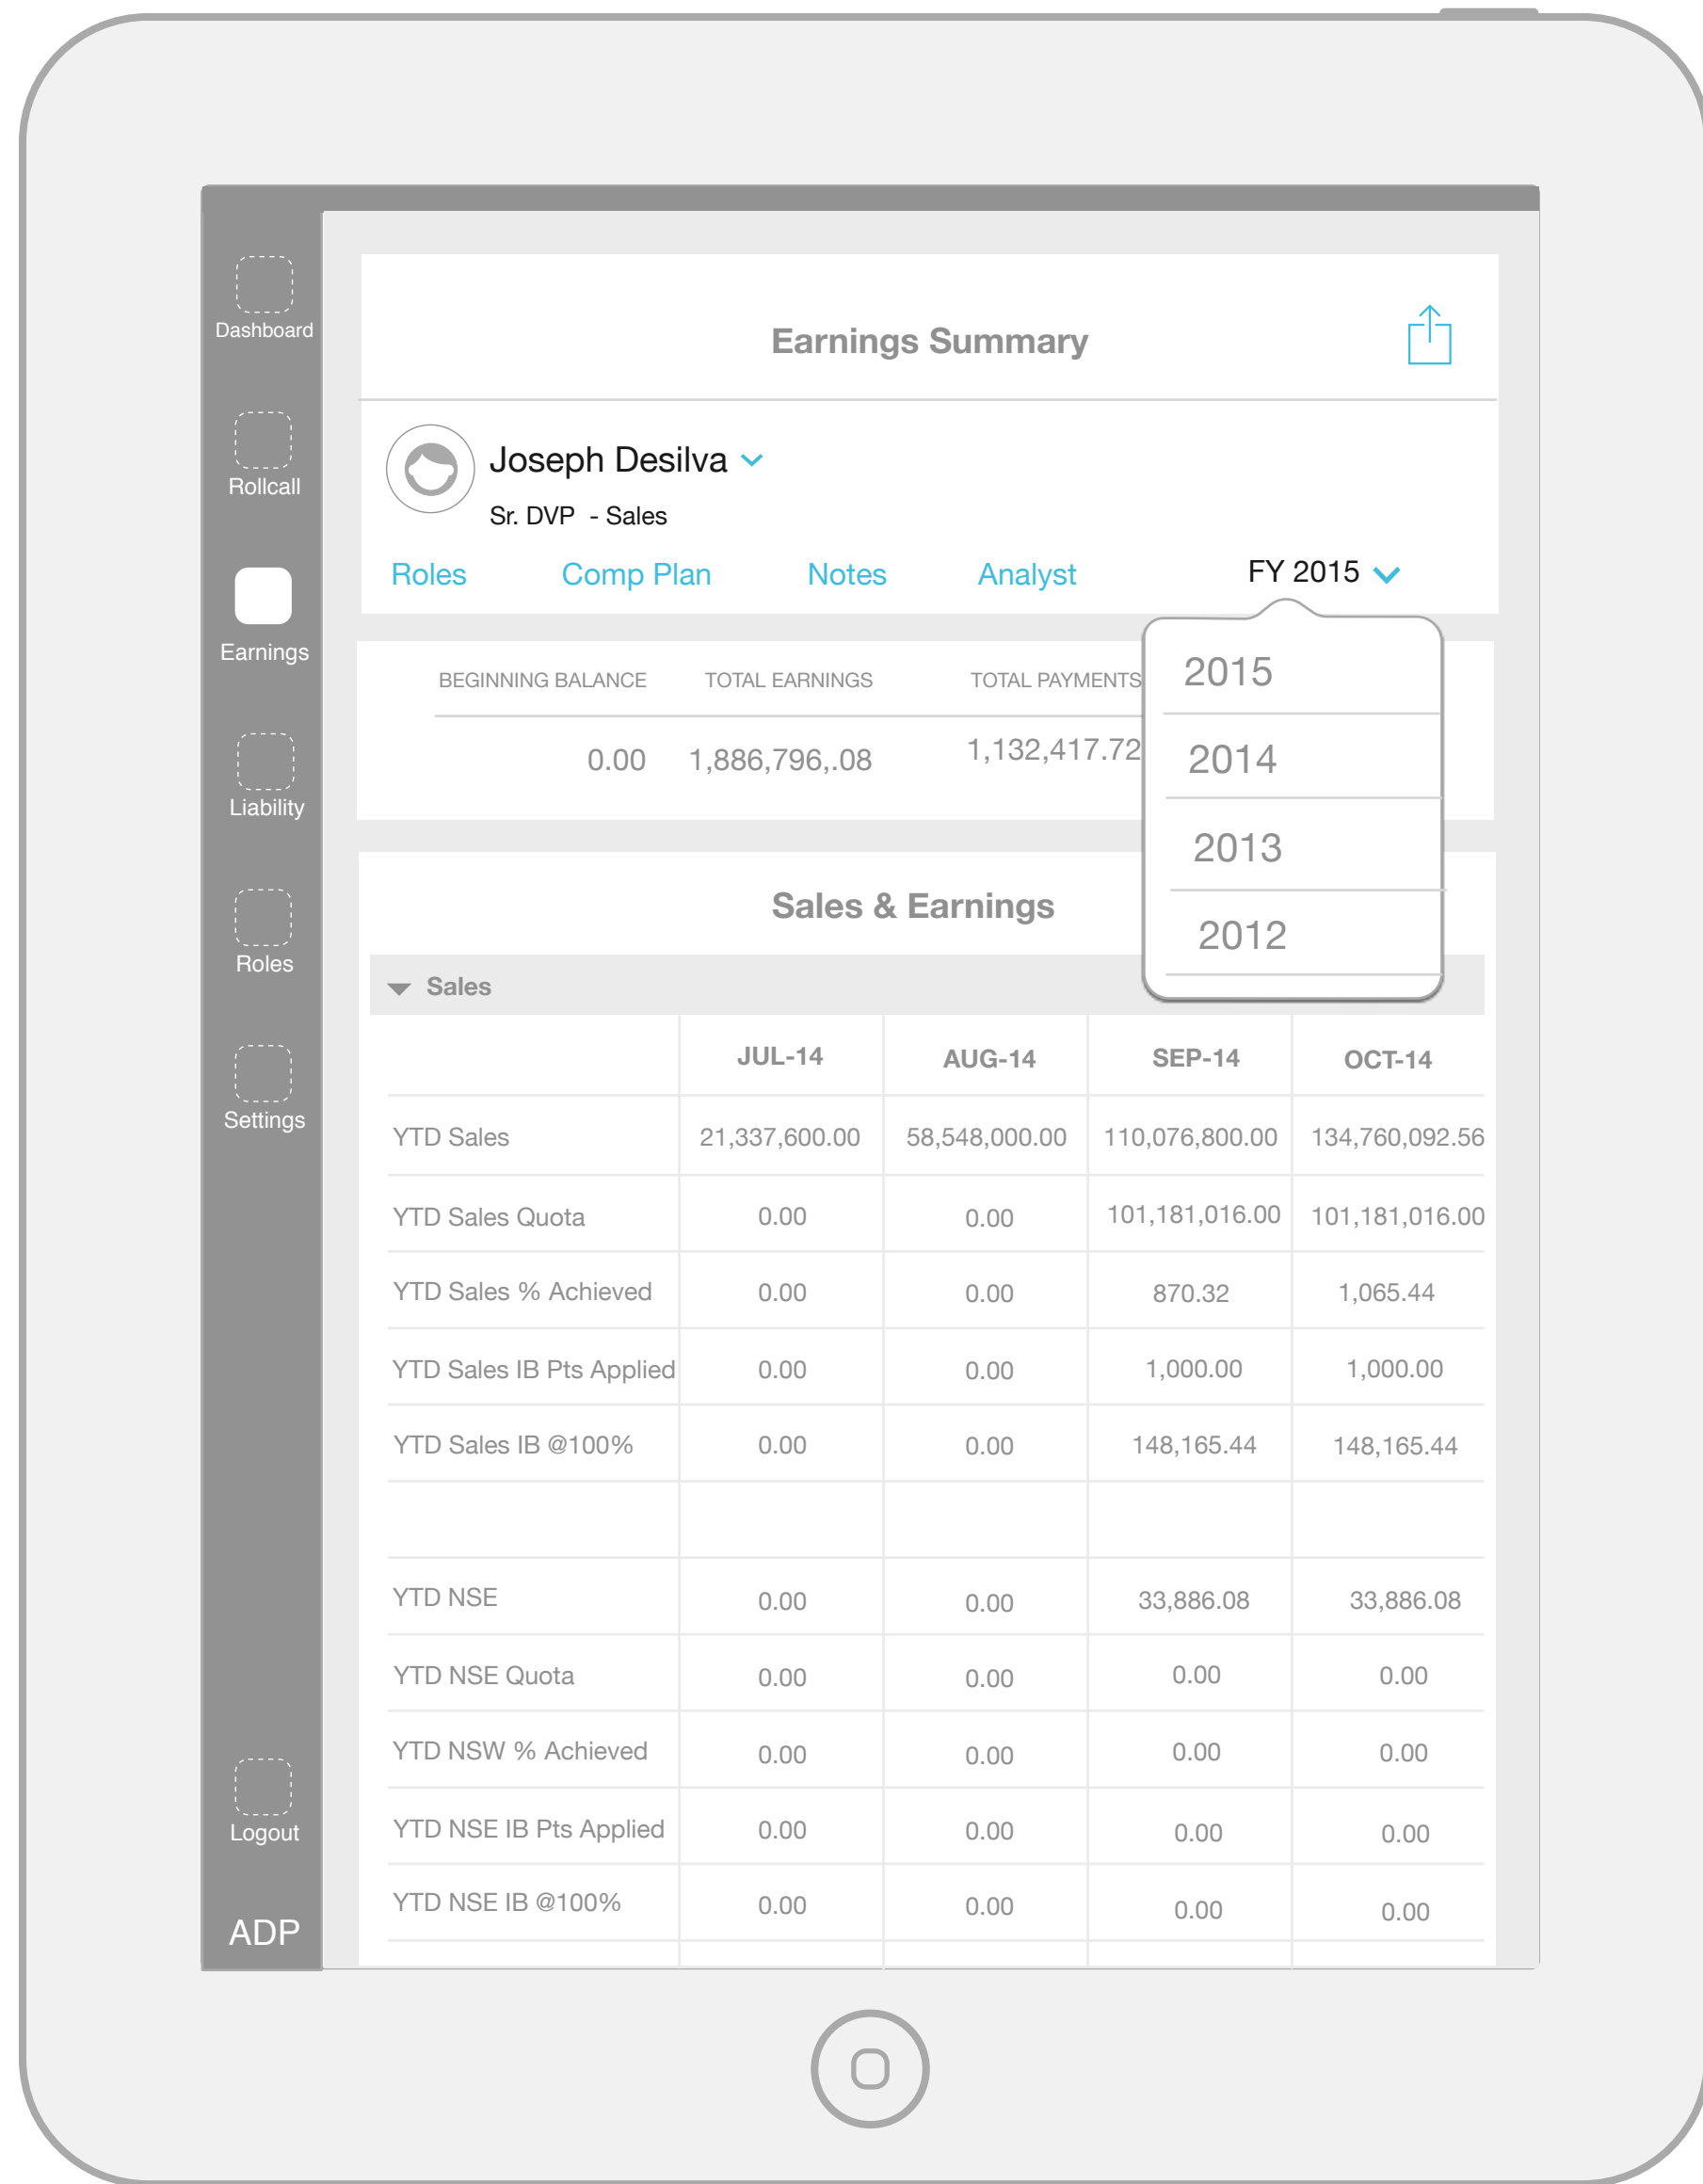 Dashboard
Rollcall
Earnings
Liability
Roles
Settings
Logout
ADP
Earnings Summary
Joseph Desilva
Sr. DVP - Sales
Roles Comp Plan Notes Analyst FY 2015
2015
2014
2013
2012
BEGINNING BALANCE TOTAL EARNINGS TOTAL PAYMENTS
0.00 1,886,796,.08 1,132,417.72
Sales & Earnings
Sales
JUL-14 AUG-14 SEP-14 OCT-14
YTD Sales 21,337,600.00 58,548,000.00 110,076,800.00 134,760,092.56
YTD Sales Quota 0.00 0.00 101,181,016.00 101,181,016.00
YTD Sales % Achieved 0.00 0.00 870.32 1,065.44
YTD Sales IB Pts Applied 0.00 0.00 1,000.00 1,000.00
YTD Sales IB @100% 0.00 0.00 148,165.44 148,165.44
YTD NSE 0.00 0.00 33,886.08 33,886.08
YTD NSE Quota 0.00 0.00 0.00 0.00
YTD NSW % Achieved 0.00 0.00 0.00 0.00
YTD NSE IB Pts Applied 0.00 0.00 0.00 0.00
YTD NSE IB @100% 0.00 0.00 0.00 0.00